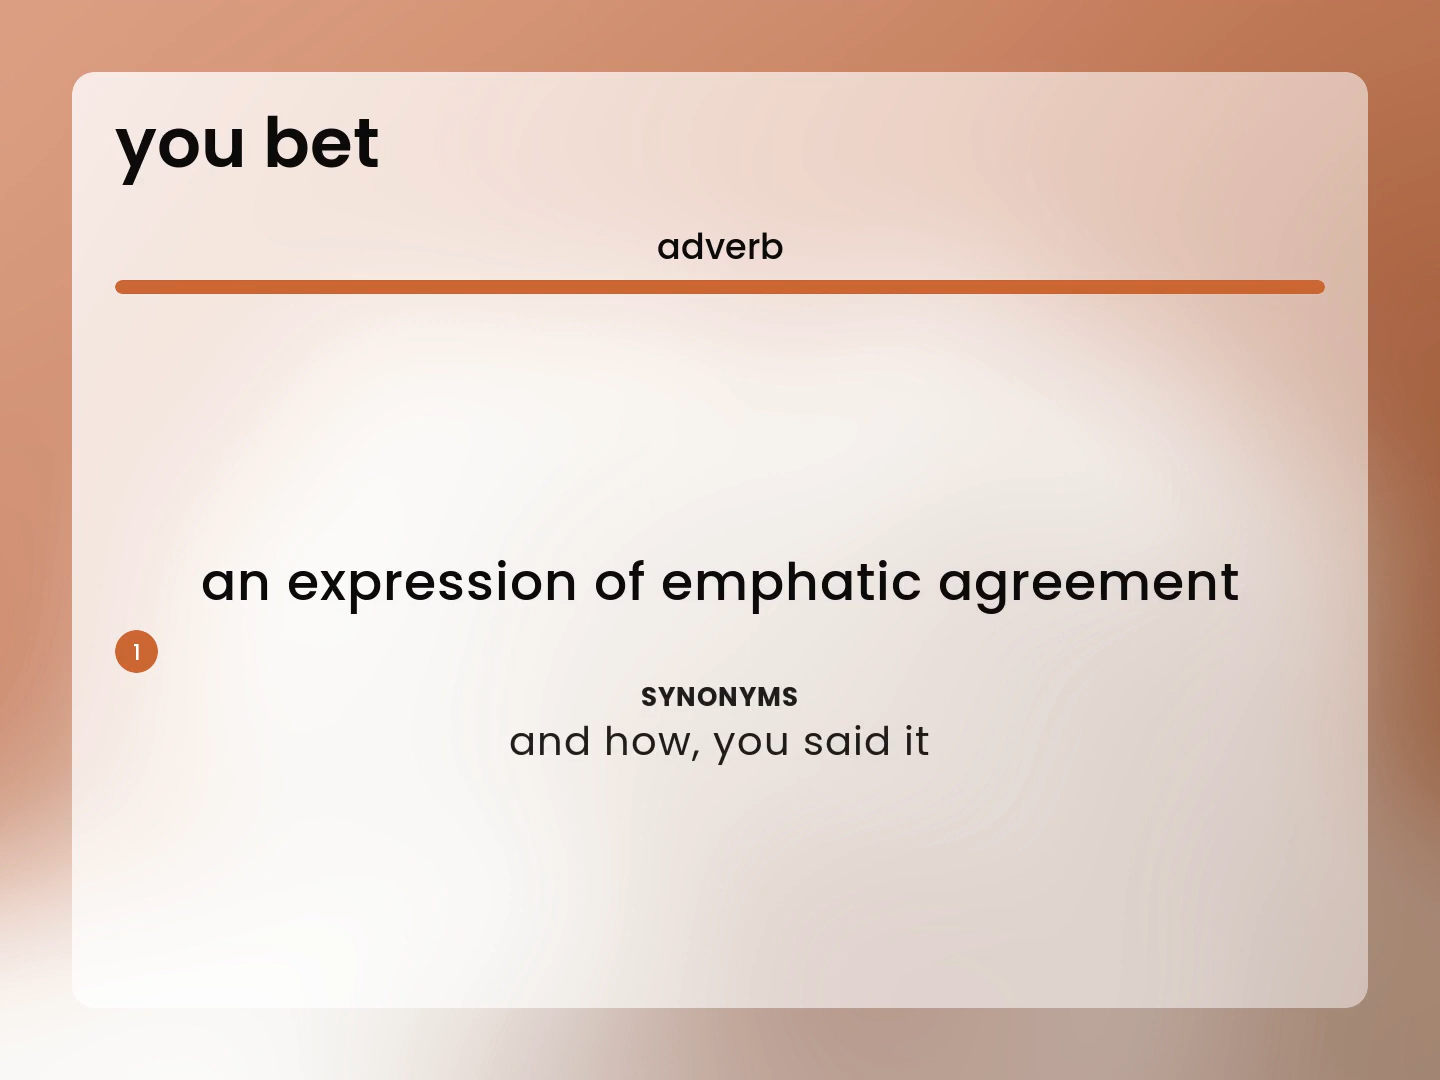 you bet
adverb
an expression of emphatic agreement
1
SYNONYMS
and how, you said it